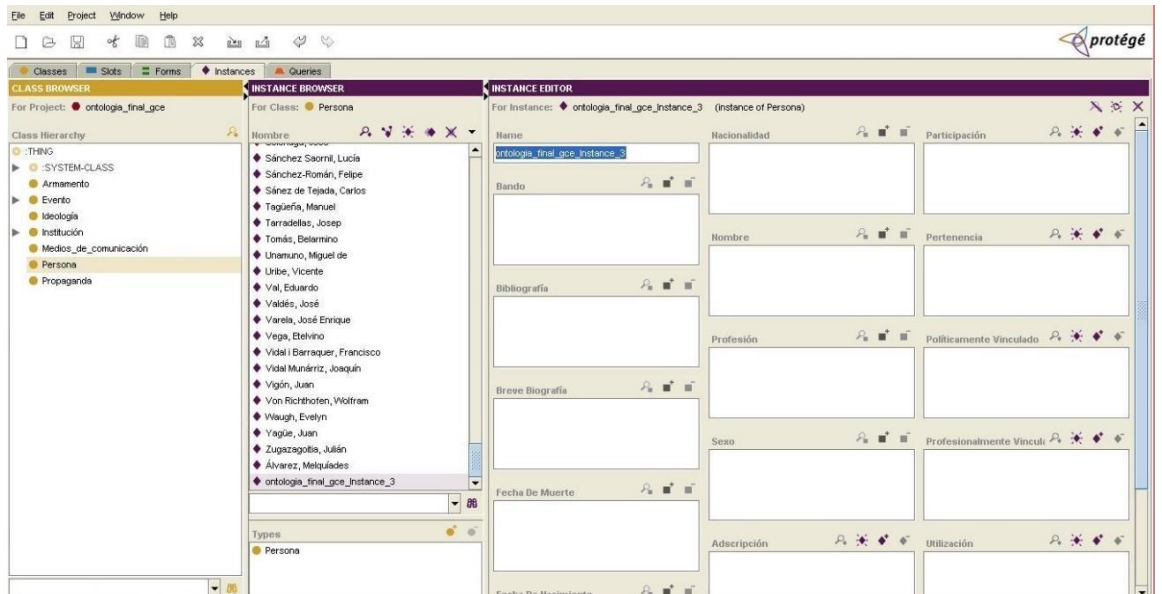 File Edit Project Window Help
protégé
Classes Slots Forms Instances Queries
CLASS BROWSER
For Project: ontologia_final_gce
Class Hierarchy
:THING
:SYSTEM-CLASS
Armamento
Evento
Ideología
Institución
Medios_de_comunicación
Persona
Propaganda
INSTANCE BROWSER
For Class: Persona
Nombre
Sánchez Saornil, Lucía
Sánchez-Román, Felipe
Sánez de Tejada, Carlos
Tagüeña, Manuel
Tarradellas, Josep
Tomás, Belarmino
Unamuno, Miguel de
Uribe, Vicente
Val, Eduardo
Valdés, José
Varela, José Enrique
Vega, Etelvino
Vidal i Barraquer, Francisco
Vidal Munárriz, Joaquín
Vigón, Juan
Von Richthofen, Wolfram
Waugh, Evelyn
Yagüe, Juan
Zugazagoitia, Julián
Álvarez, Melquíades
ontologia_final_gce_Instance_3
Types
Persona
INSTANCE EDITOR
For Instance: ontologia_final_gce_Instance_3 (instance of Persona)
Name
ontologia_final_gce_Instance_3
Bando
Bibliografía
Breve Biografía
Fecha De Muerte
Fecha De Nacimiento
Nacionalidad
Nombre
Profesión
Sexo
Adscripción
Participación
Pertenencia
Políticamente Vinculado
Profesionalmente Vincul
Utilización